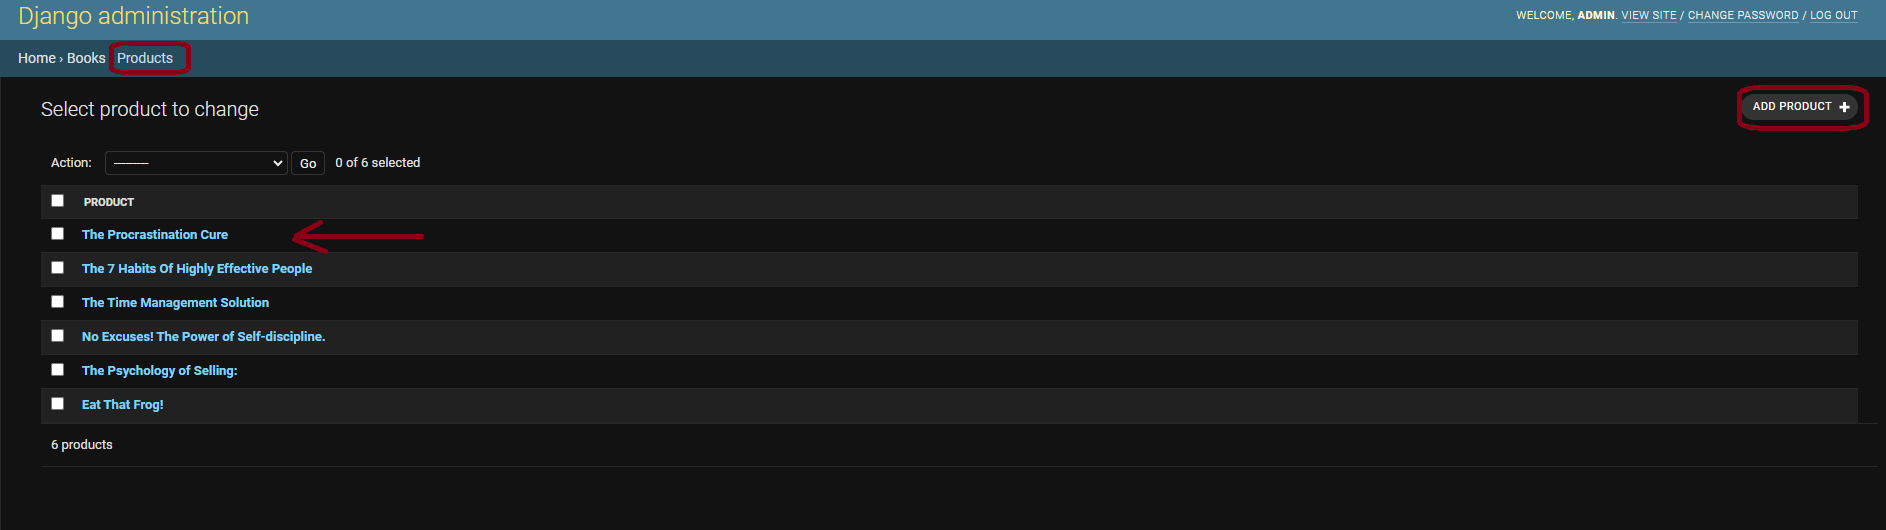 Django administration
WELCOME, ADMIN. VIEW SITE / CHANGE PASSWORD / LOG OUT
Home › Books Products
Select product to change
ADD PRODUCT +
Action: --------- Go 0 of 6 selected
PRODUCT
The Procrastination Cure
The 7 Habits Of Highly Effective People
The Time Management Solution
No Excuses! The Power of Self-discipline.
The Psychology of Selling:
Eat That Frog!
6 products